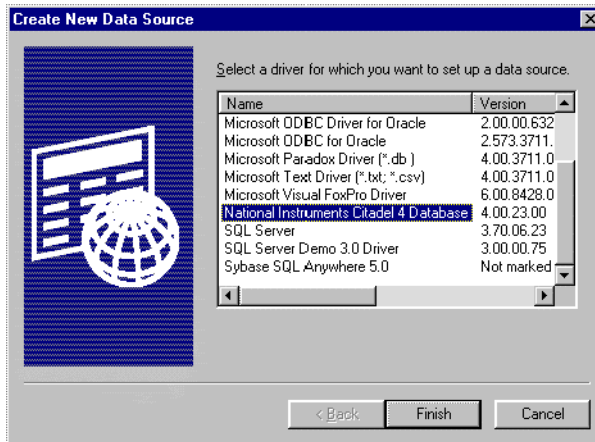 Create New Data Source
Select a driver for which you want to set up a data source.
Name Version
Microsoft ODBC Driver for Oracle 2.00.00.632
Microsoft ODBC for Oracle 2.573.3711.
Microsoft Paradox Driver (*.db ) 4.00.3711.0
Microsoft Text Driver (*.txt; *.csv) 4.00.3711.0
Microsoft Visual FoxPro Driver 6.00.8428.0
National Instruments Citadel 4 Database 4.00.23.00
SQL Server 3.70.06.23
SQL Server Demo 3.0 Driver 3.00.00.75
Sybase SQL Anywhere 5.0 Not marked
< Back Finish Cancel